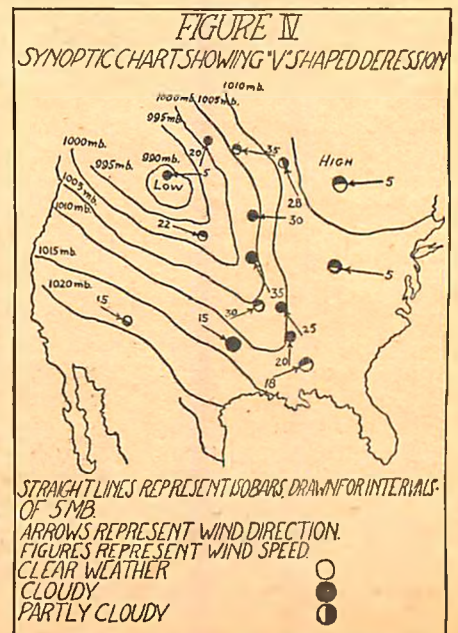 FIGURE IV
SYNOPTIC CHART SHOWING "V" SHAPED DERESSION
1010mb.
1000mb. 1005mb.
995mb.
1000mb.
995mb.
990mb.
Low
1005mb.
1010mb.
1015mb.
1020mb.
HIGH
20
5
35
28
5
22
30
35
5
15
30
15
25
20
18
STRAIGHT LINES REPRESENT ISOBARS, DRAWN FOR INTERVALS-
OF 5 MB.
ARROWS REPRESENT WIND DIRECTION.
FIGURES REPRESENT WIND SPEED.
CLEAR WEATHER
CLOUDY
PARTLY CLOUDY